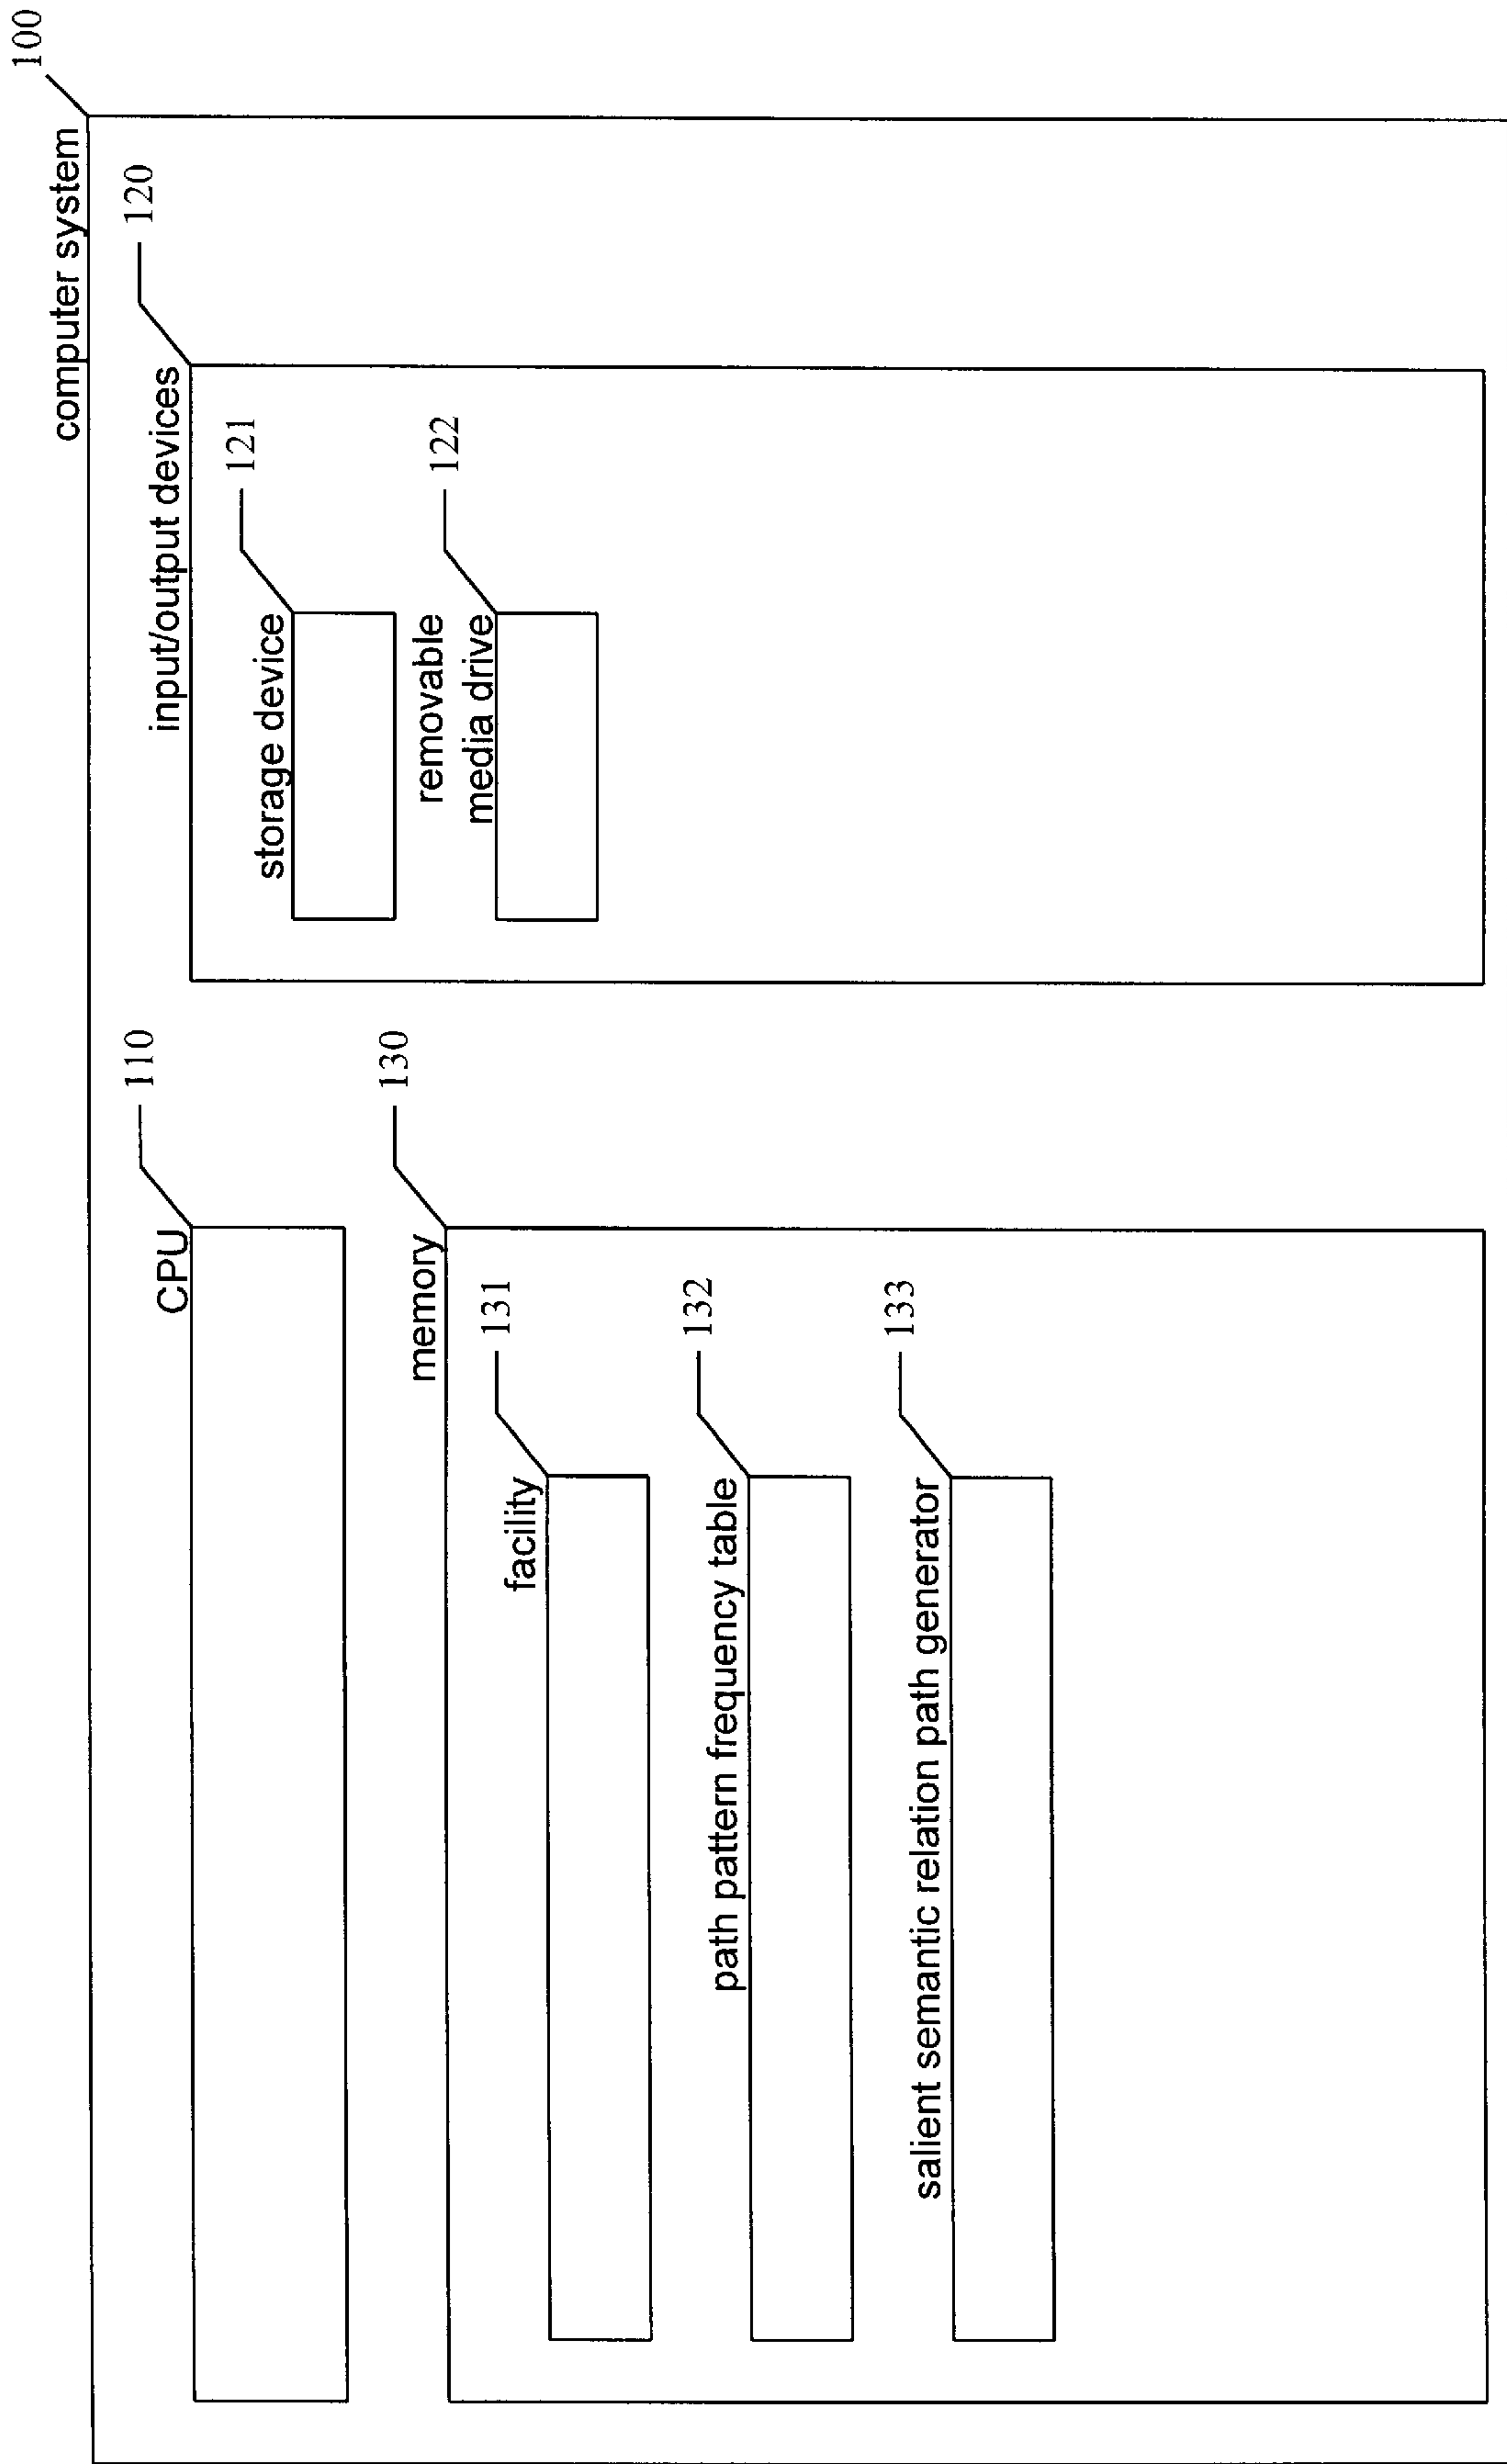 computer system
100
CPU
110
memory
130
facility
131
path pattern frequency table
132
salient semantic relation path generator
133
input/output devices
120
storage device
121
removable
media drive
122